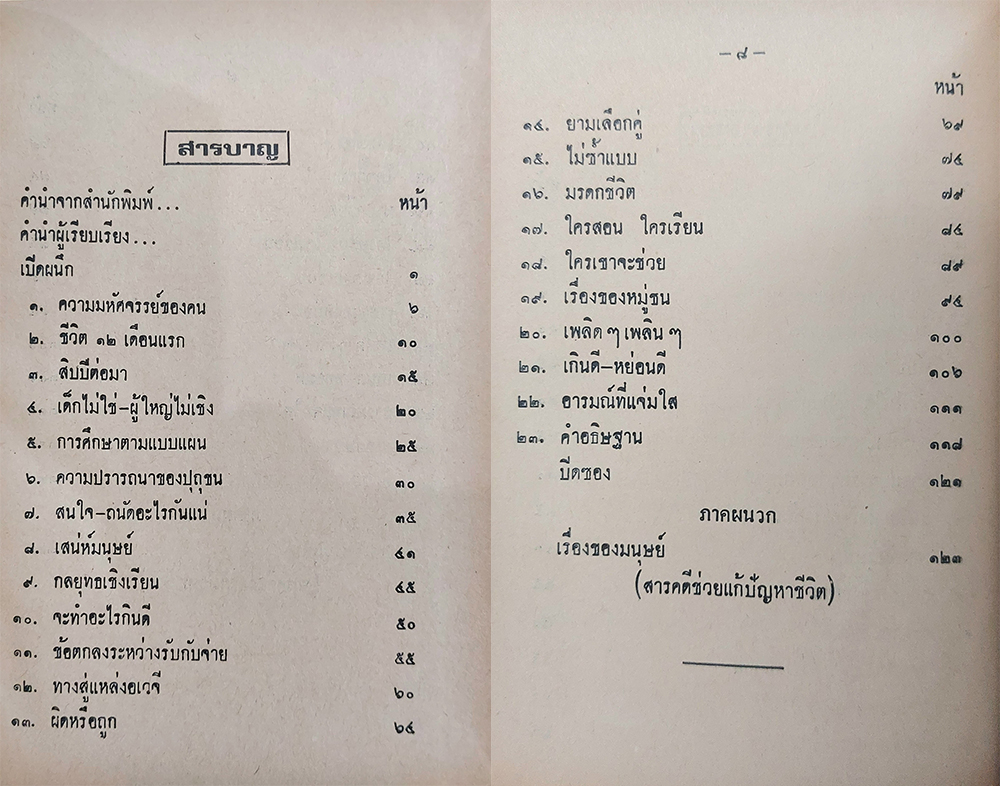 สารบาญ
คำนำจากสำนักพิมพ์... หน้า
คำนำผู้เรียบเรียง...
เปิดผนึก ๑
๑. ความมหัศจรรย์ของคน ๖
๒. ชีวิต ๑๒ เดือนแรก ๑๐
๓. สิบปีต่อมา ๑๕
๔. เด็กไม่ใช่-ผู้ใหญ่ไม่เชิง ๒๐
๕. การศึกษาตามแบบแผน ๒๕
๖. ความปรารถนาของปุถุชน ๓๐
๗. สนใจ-ถนัดอะไรกันแน่ ๓๕
๘. เสน่ห์มนุษย์ ๔๑
๙. กลยุทธเชิงเรียน ๔๕
๑๐. จะทำอะไรกินดี ๕๐
๑๑. ข้อตกลงระหว่างรับกับจ่าย ๕๕
๑๒. ทางสู่แหล่งอเวจี ๖๐
๑๓. ผิดหรือถูก ๖๔
-๘-
หน้า
๑๔. ยามเลือกคู่ ๖๙
๑๕. ไม่ซ้ำแบบ ๗๔
๑๖. มรดกชีวิต ๗๙
๑๗. ใครสอน ใครเรียน ๘๔
๑๘. ใครเขาจะช่วย ๘๙
๑๙. เรื่องของหมู่ชน ๙๔
๒๐. เพลิด ๆ เพลิน ๆ ๑๐๐
๒๑. เกินดี-หย่อนดี ๑๐๖
๒๒. อารมณ์ที่แจ่มใส ๑๑๑
๒๓. คำอธิษฐาน ๑๑๘
ปิดซอง ๑๒๑
ภาคผนวก
เรื่องของมนุษย์ ๑๒๓
(สารคดีช่วยแก้ปัญหาชีวิต)